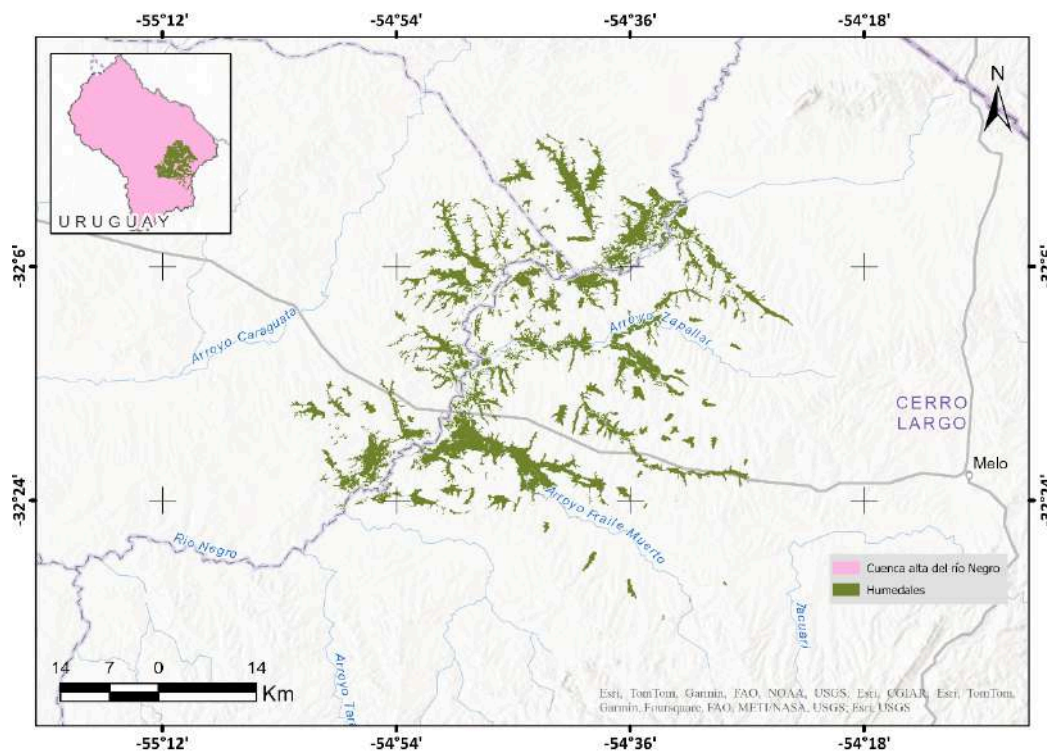 -55°12'
-54°54'
-54°36'
-54°18'
N
URUGUAY
-32°6'
-32°6'
Arroyo Caraguatá
Arroyo Zapallar
CERRO
LARGO
Melo
-32°24'
-32°24'
Arroyo Fraile Muerto
Río Negro
Cuenca alta del río Negro
Humedales
Jacuarí
Arroyo Tar
14 7 0 14
Km
Esri, TomTom, Garmin, FAO, NOAA, USGS, Esri, CGIAR, Esri, TomTom,
Garmin, Foursquare, FAO, METI/NASA, USGS; Esri, USGS
-55°12'
-54°54'
-54°36'
-54°18'